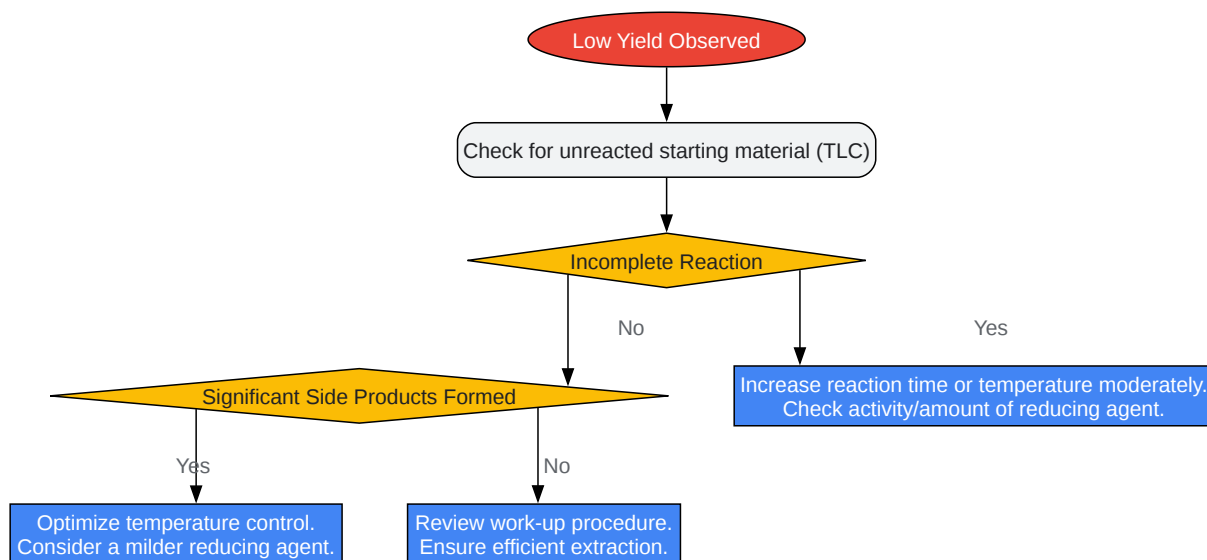 Low Yield Observed
Check for unreacted starting material (TLC)
Incomplete Reaction
No
Yes
Significant Side Products Formed
Increase reaction time or temperature moderately.
Check activity/amount of reducing agent.
Yes
No
Optimize temperature control.
Consider a milder reducing agent.
Review work-up procedure.
Ensure efficient extraction.